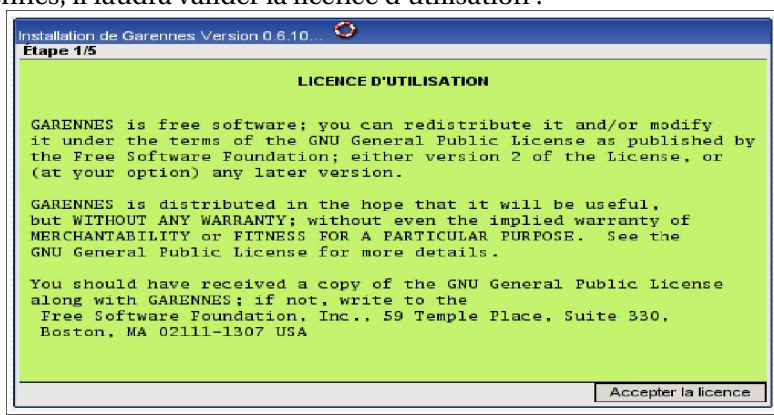 il faudra valider la licence d'utilisation :
Installation de Garennes Version 0.6.10...
Étape 1/5
LICENCE D'UTILISATION
GARENNES is free software; you can redistribute it and/or modify
it under the terms of the GNU General Public License as published by
the Free Software Foundation; either version 2 of the License, or
(at your option) any later version.
GARENNES is distributed in the hope that it will be useful,
but WITHOUT ANY WARRANTY; without even the implied warranty of
MERCHANTABILITY or FITNESS FOR A PARTICULAR PURPOSE. See the
GNU General Public License for more details.
You should have received a copy of the GNU General Public License
along with GARENNES; if not, write to the
Free Software Foundation, Inc., 59 Temple Place, Suite 330,
Boston, MA 02111-1307 USA
Accepter la licence